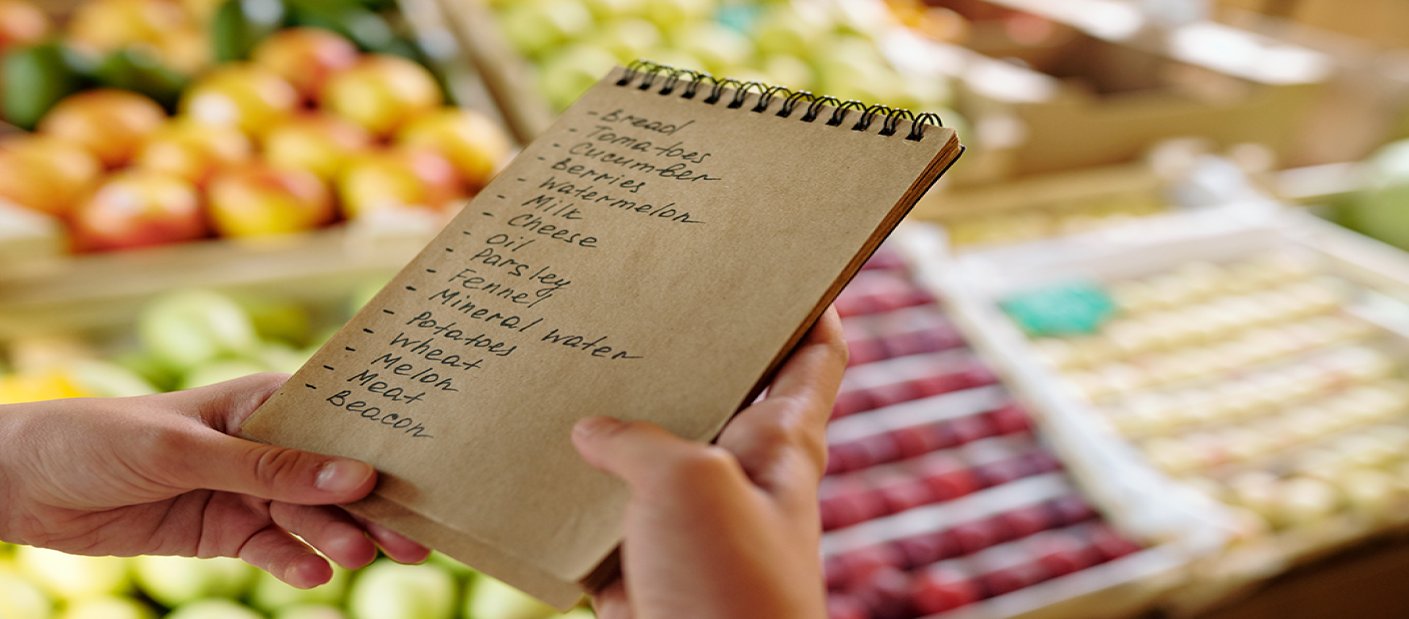 - bread
- Tomatoes
- Cucumber
- Berries
- Watermelon
- Milk
- Cheese
- Oil
- Parsley
- Fennel
- Mineral water
- Potatoes
- Wheat
- Melon
- Meat
- Beacon